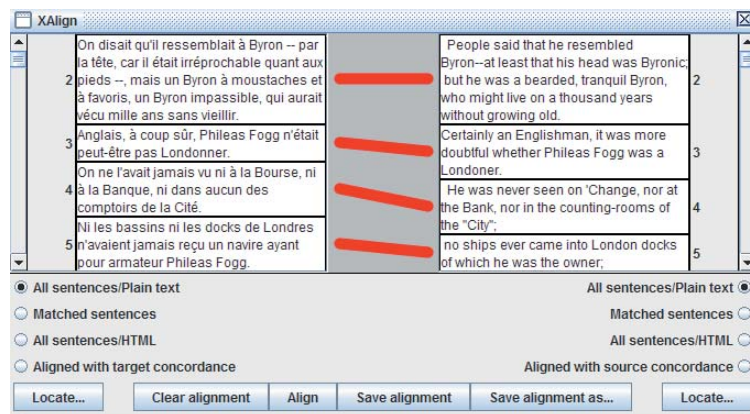 XAlign
On disait qu'il ressemblait à Byron -- par
la tête, car il était irréprochable quant aux
2 pieds --, mais un Byron à moustaches et
à favoris, un Byron impassible, qui aurait
vécu mille ans sans vieillir.
3 Anglais, à coup sûr, Phileas Fogg n'était
peut-être pas Londonner.
On ne l'avait jamais vu ni à la Bourse, ni
4 à la Banque, ni dans aucun des
comptoirs de la Cité.
Ni les bassins ni les docks de Londres
5 n'avaient jamais reçu un navire ayant
pour armateur Phileas Fogg.
People said that he resembled
Byron--at least that his head was Byronic;
but he was a bearded, tranquil Byron, 2
who might live on a thousand years
without growing old.
Certainly an Englishman, it was more
doubtful whether Phileas Fogg was a 3
Londoner.
He was never seen on 'Change, nor at
the Bank, nor in the counting-rooms of 4
the "City";
no ships ever came into London docks 5
of which he was the owner;
All sentences/Plain text All sentences/Plain text
Matched sentences Matched sentences
All sentences/HTML All sentences/HTML
Aligned with target concordance Aligned with source concordance
Locate... Clear alignment Align Save alignment Save alignment as... Locate...